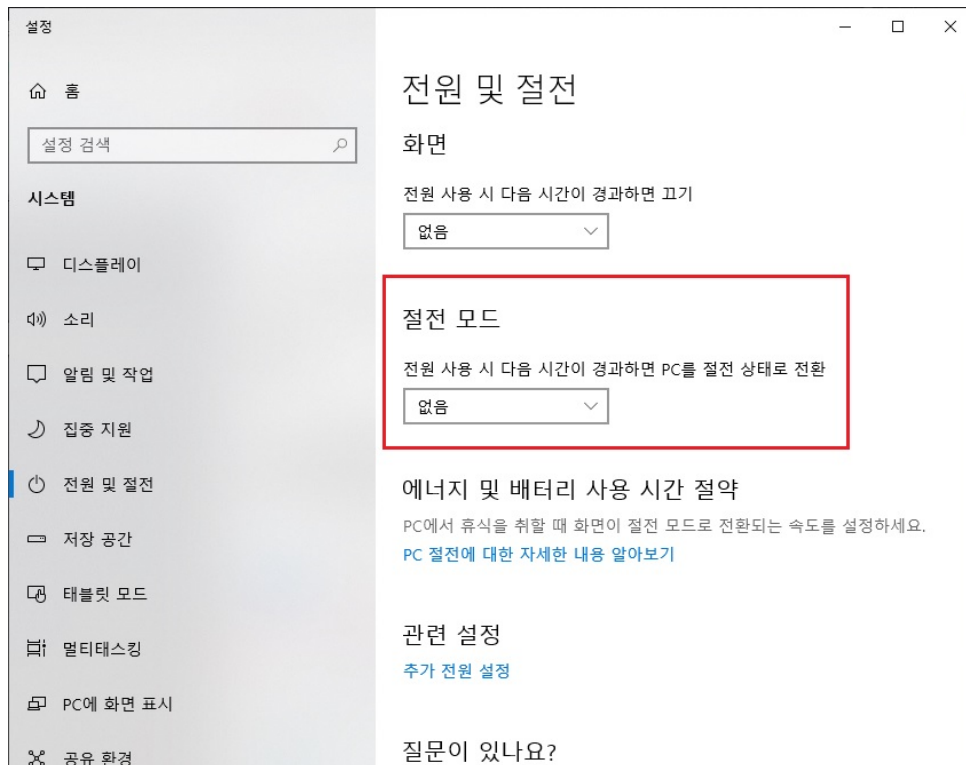 설정
홈
설정 검색
시스템
디스플레이
소리
알림 및 작업
집중 지원
전원 및 절전
저장 공간
태블릿 모드
멀티태스킹
PC에 화면 표시
공유 환경
전원 및 절전
화면
전원 사용 시 다음 시간이 경과하면 끄기
없음
절전 모드
전원 사용 시 다음 시간이 경과하면 PC를 절전 상태로 전환
없음
에너지 및 배터리 사용 시간 절약
PC에서 휴식을 취할 때 화면이 절전 모드로 전환되는 속도를 설정하세요.
PC 절전에 대한 자세한 내용 알아보기
관련 설정
추가 전원 설정
질문이 있나요?